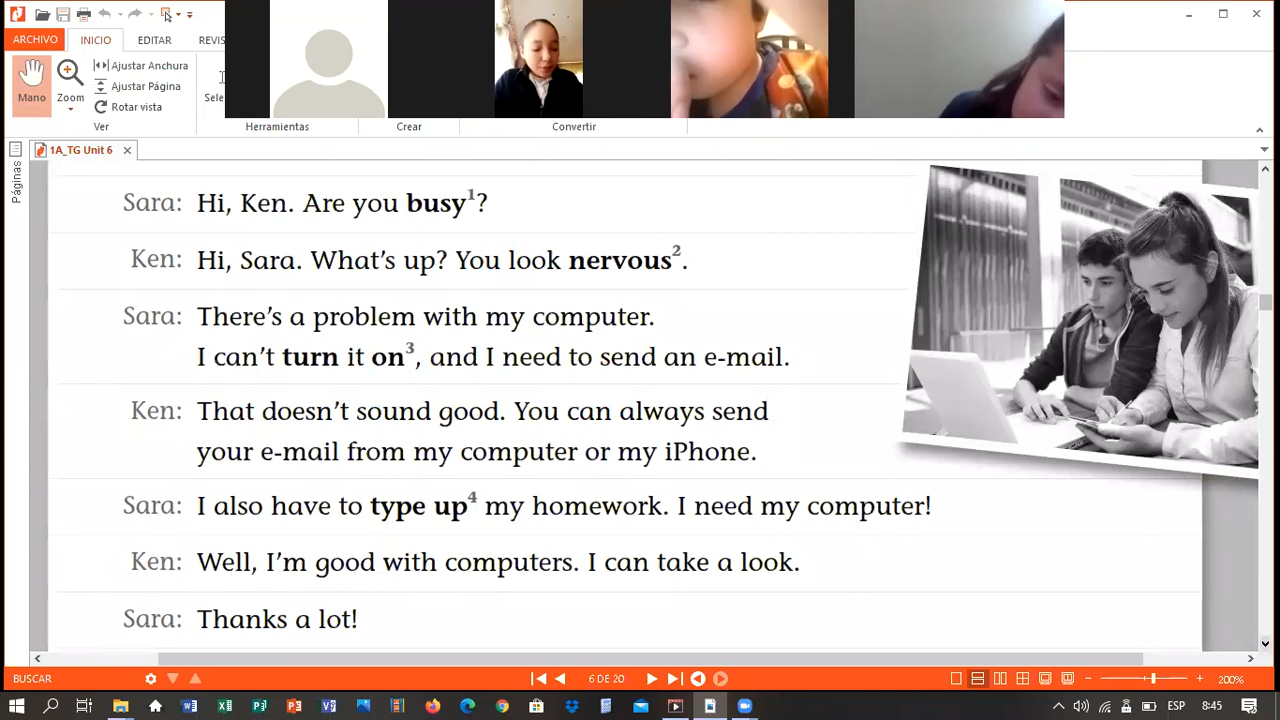 ARCHIVO INICIO EDITAR REVIS
Mano
Zoom
Ajustar Anchura
Ajustar Página
Rotar vista
Sele
Ver Herramientas Crear Convertir
1A_TG Unit 6
Páginas
Sara: Hi, Ken. Are you busy¹?
Ken: Hi, Sara. What's up? You look nervous².
Sara: There's a problem with my computer.
I can't turn it on³, and I need to send an e-mail.
Ken: That doesn't sound good. You can always send
your e-mail from my computer or my iPhone.
Sara: I also have to type up⁴ my homework. I need my computer!
Ken: Well, I'm good with computers. I can take a look.
Sara: Thanks a lot!
BUSCAR 6 DE 20 200%
ESP 8:45